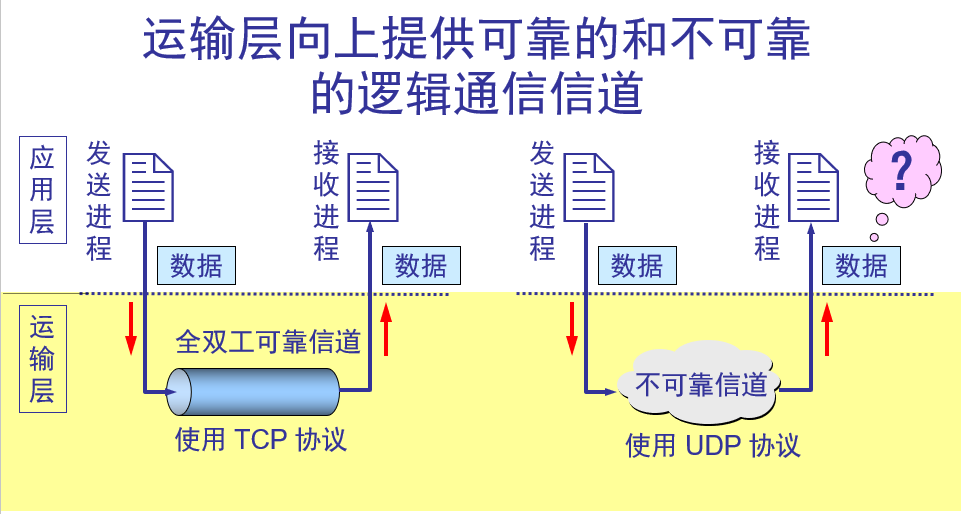 运输层向上提供可靠的和不可靠
的逻辑通信信道
应用层
发送进程
接收进程
发送进程
接收进程
?
数据
数据
数据
数据
运输层
全双工可靠信道
不可靠信道
使用 TCP 协议
使用 UDP 协议